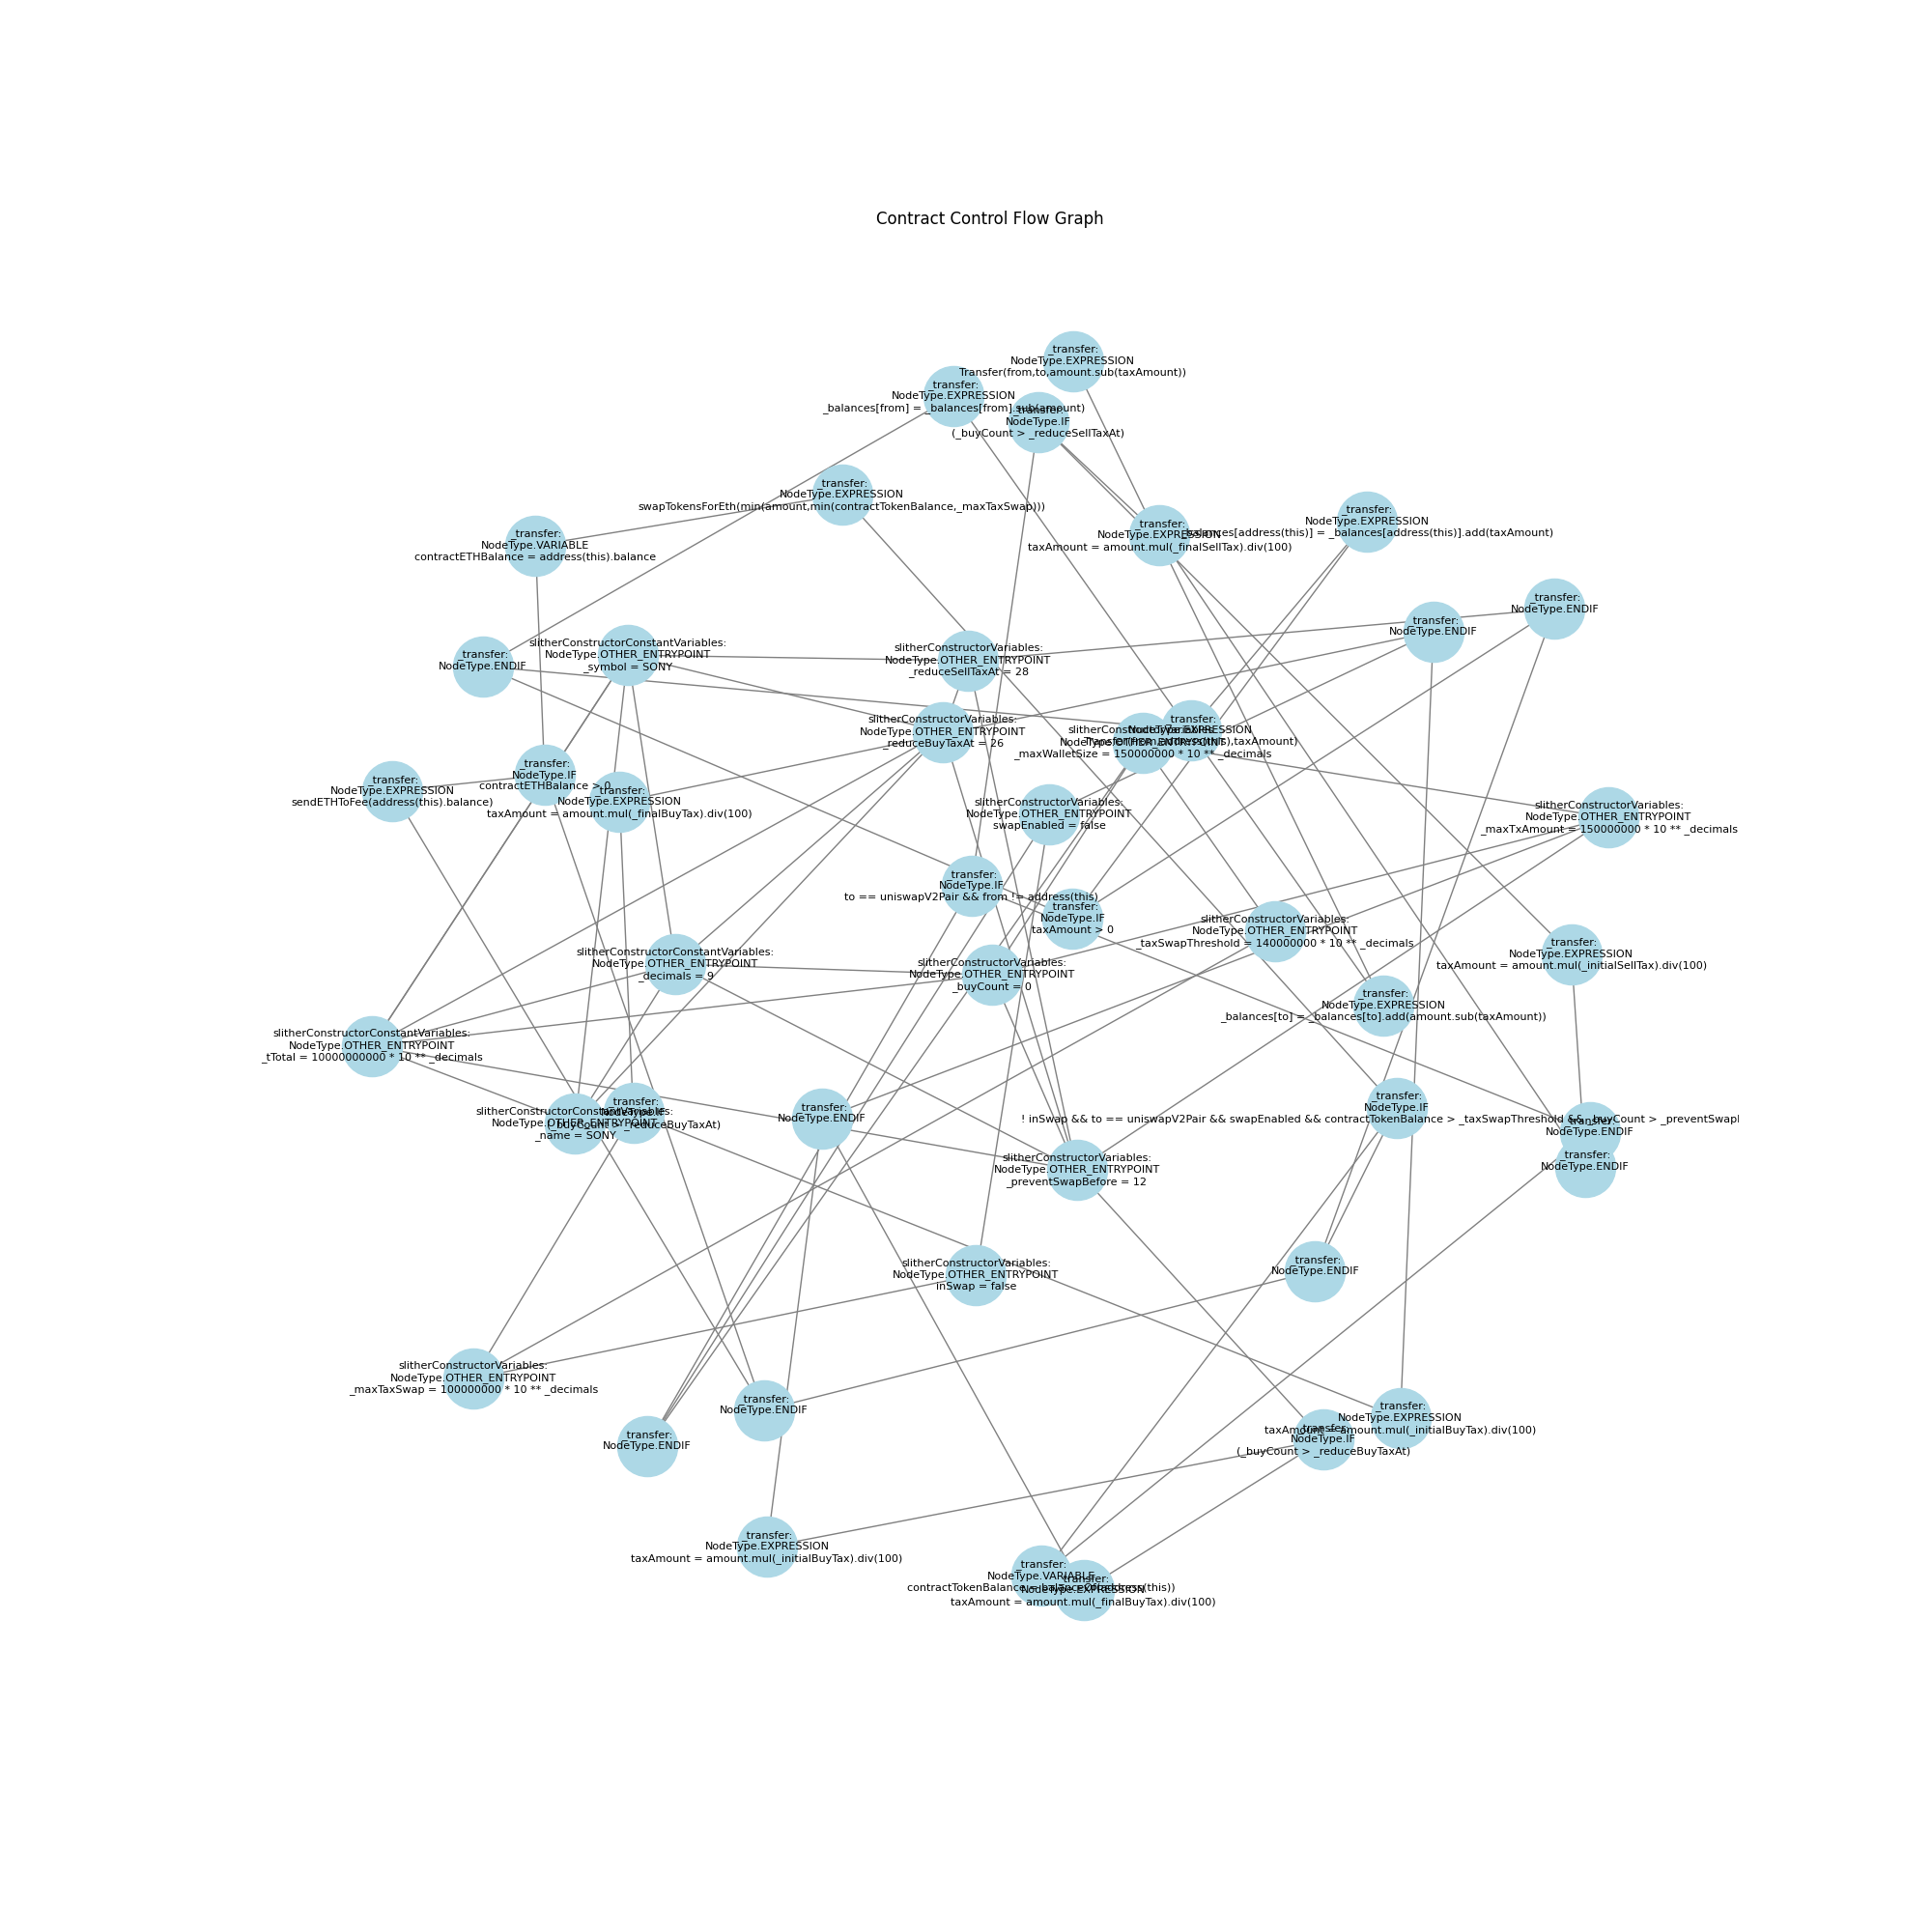 Contract Control Flow Graph
_transfer:
NodeType.EXPRESSION
Transfer(from,to,amount.sub(taxAmount))
_transfer:
NodeType.EXPRESSION
_balances[from] = _balances[from].sub(amount)
_transfer:
NodeType.IF
(_buyCount > _reduceSellTaxAt)
_transfer:
NodeType.EXPRESSION
swapTokensForEth(min(amount,min(contractTokenBalance,_maxTaxSwap)))
_transfer:
NodeType.EXPRESSION
_balances[address(this)] = _balances[address(this)].add(taxAmount)
_transfer:
NodeType.EXPRESSION
taxAmount = amount.mul(_finalSellTax).div(100)
_transfer:
NodeType.VARIABLE
contractETHBalance = address(this).balance
_transfer:
NodeType.ENDIF
_transfer:
NodeType.ENDIF
slitherConstructorConstantVariables:
NodeType.OTHER_ENTRYPOINT
_symbol = SONY
slitherConstructorVariables:
NodeType.OTHER_ENTRYPOINT
_reduceSellTaxAt = 28
_transfer:
NodeType.ENDIF
slitherConstructorVariables:
NodeType.OTHER_ENTRYPOINT
_reduceBuyTaxAt = 26
_transfer:
NodeType.EXPRESSION
Transfer(from,address(this),taxAmount)
slitherConstructorVariables:
NodeType.OTHER_ENTRYPOINT
_maxWalletSize = 150000000 * 10 ** _decimals
_transfer:
NodeType.IF
contractETHBalance > 0
_transfer:
NodeType.EXPRESSION
sendETHToFee(address(this).balance)
_transfer:
NodeType.EXPRESSION
taxAmount = amount.mul(_finalBuyTax).div(100)
slitherConstructorVariables:
NodeType.OTHER_ENTRYPOINT
swapEnabled = false
slitherConstructorVariables:
NodeType.OTHER_ENTRYPOINT
_maxTxAmount = 150000000 * 10 ** _decimals
_transfer:
NodeType.IF
to == uniswapV2Pair && from != address(this)
_transfer:
NodeType.IF
taxAmount > 0
slitherConstructorVariables:
NodeType.OTHER_ENTRYPOINT
_taxSwapThreshold = 140000000 * 10 ** _decimals
_transfer:
NodeType.EXPRESSION
taxAmount = amount.mul(_initialSellTax).div(100)
slitherConstructorConstantVariables:
NodeType.OTHER_ENTRYPOINT
_decimals = 9
slitherConstructorVariables:
NodeType.OTHER_ENTRYPOINT
_buyCount = 0
_transfer:
NodeType.EXPRESSION
_balances[to] = _balances[to].add(amount.sub(taxAmount))
slitherConstructorConstantVariables:
NodeType.OTHER_ENTRYPOINT
_tTotal = 10000000000 * 10 ** _decimals
slitherConstructorConstantVariables:
NodeType.OTHER_ENTRYPOINT
_name = SONY
_transfer:
NodeType.IF
(_buyCount > _reduceBuyTaxAt)
_transfer:
NodeType.ENDIF
_transfer:
NodeType.IF
! inSwap && to == uniswapV2Pair && swapEnabled && contractTokenBalance > _taxSwapThreshold && _buyCount > _preventSwapl
_transfer:
NodeType.ENDIF
_transfer:
NodeType.ENDIF
slitherConstructorVariables:
NodeType.OTHER_ENTRYPOINT
_preventSwapBefore = 12
slitherConstructorVariables:
NodeType.OTHER_ENTRYPOINT
inSwap = false
_transfer:
NodeType.ENDIF
slitherConstructorVariables:
NodeType.OTHER_ENTRYPOINT
_maxTaxSwap = 100000000 * 10 ** _decimals
_transfer:
NodeType.ENDIF
_transfer:
NodeType.ENDIF
_transfer:
NodeType.EXPRESSION
taxAmount = amount.mul(_initialBuyTax).div(100)
_transfer:
NodeType.IF
(_buyCount > _reduceBuyTaxAt)
_transfer:
NodeType.EXPRESSION
taxAmount = amount.mul(_initialBuyTax).div(100)
_transfer:
NodeType.VARIABLE
contractTokenBalance = balanceOf(address(this))
_transfer:
NodeType.EXPRESSION
taxAmount = amount.mul(_finalBuyTax).div(100)